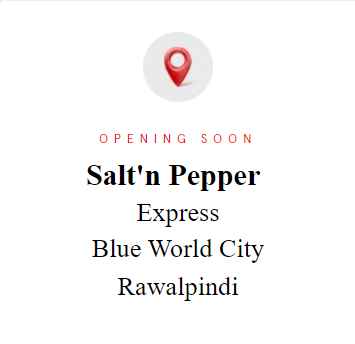 OPENING SOON
Salt'n Pepper
Express
Blue World City
Rawalpindi